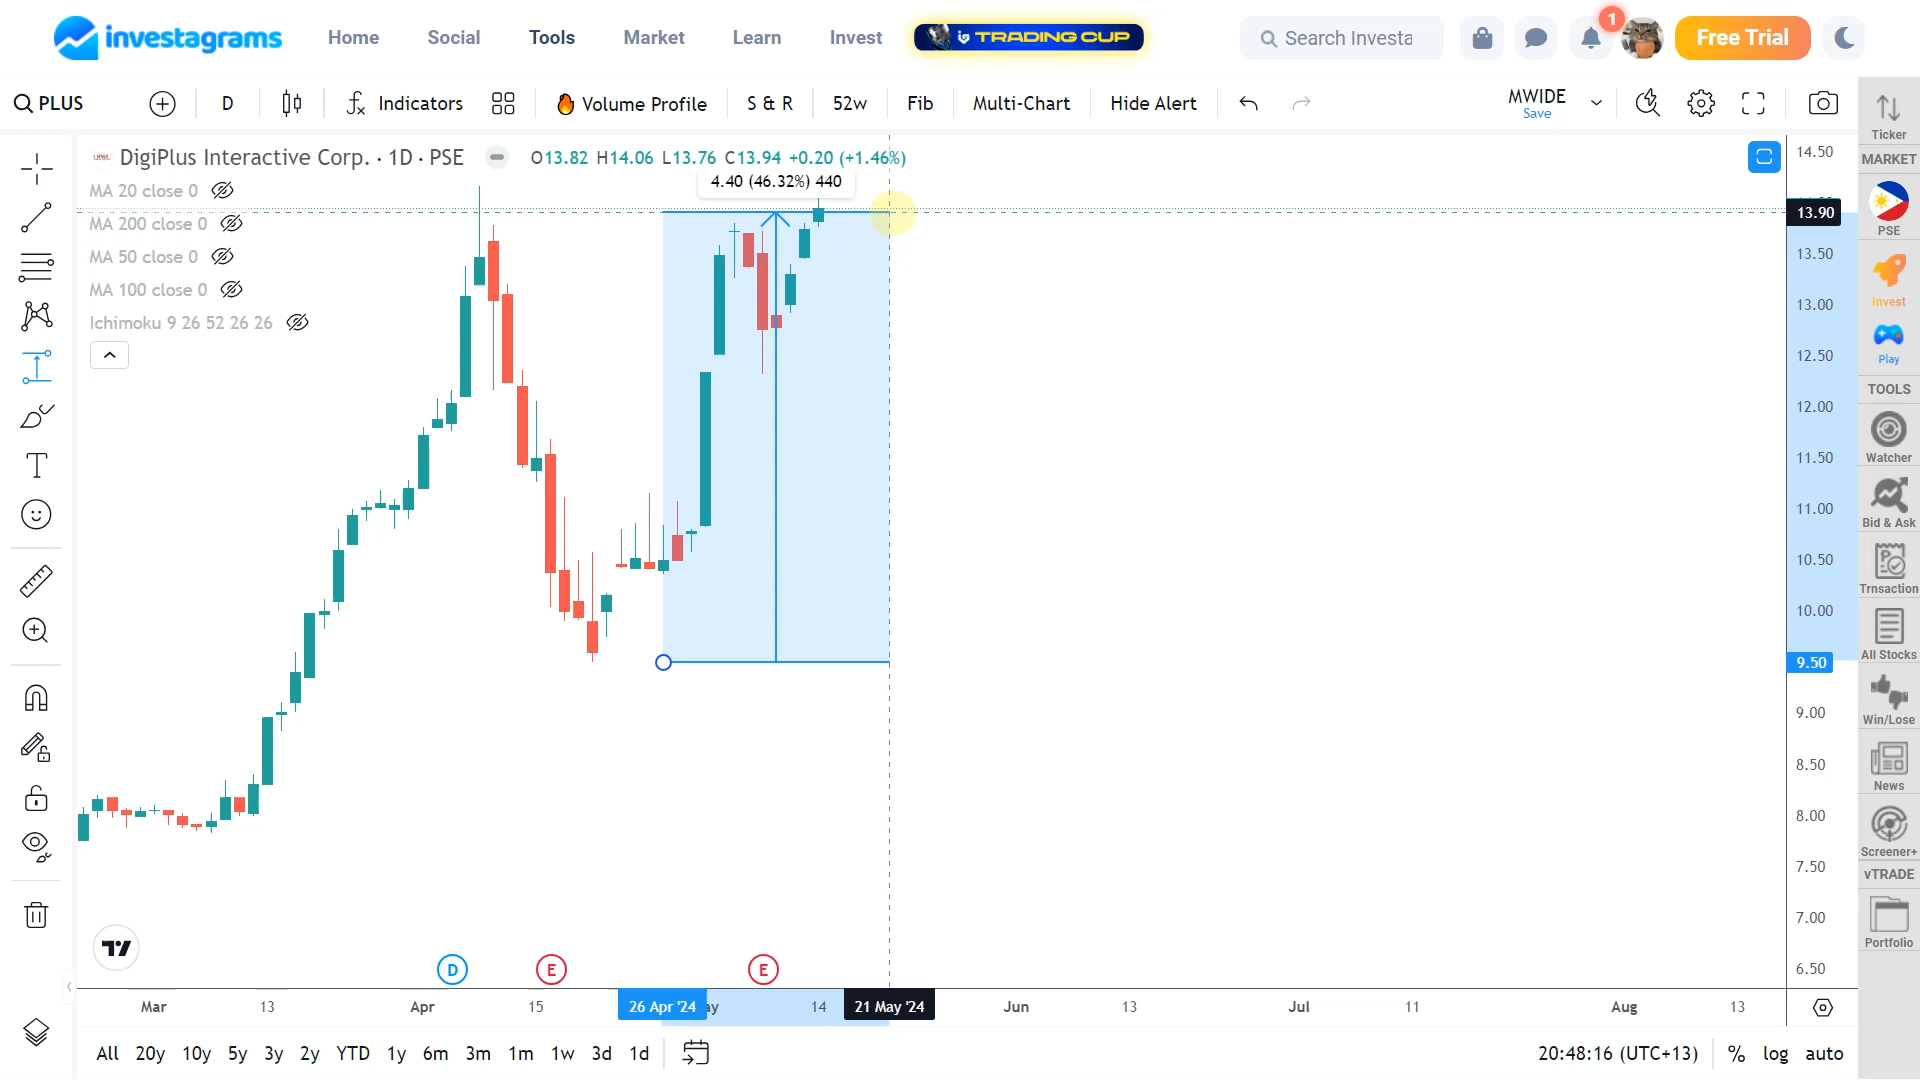 investagrams Home Social Tools Market Learn Invest TRADING CUP Search Investa 1 Free Trial
PLUS D Indicators Volume Profile S & R 52w Fib Multi-Chart Hide Alert MWIDE
Save
DigiPlus Interactive Corp. · 1D · PSE O13.82 H14.06 L13.76 C13.94 +0.20 (+1.46%)
4.40 (46.32%) 440
MA 20 close 0
MA 200 close 0
MA 50 close 0
MA 100 close 0
Ichimoku 9 26 52 26 26
14.50
13.90
13.50
13.00
12.50
12.00
11.50
11.00
10.50
10.00
9.50
9.00
8.50
8.00
7.50
7.00
6.50
Ticker
MARKET
PSE
Invest
Play
TOOLS
Watcher
Bid & Ask
Trnsaction
All Stocks
Win/Lose
News
Screener+
vTRADE
Portfolio
D E E
Mar 13 Apr 15 26 Apr '24 ay 14 21 May '24 Jun 13 Jul 11 Aug 13
All 20y 10y 5y 3y 2y YTD 1y 6m 3m 1m 1w 3d 1d 20:48:16 (UTC+13) % log auto